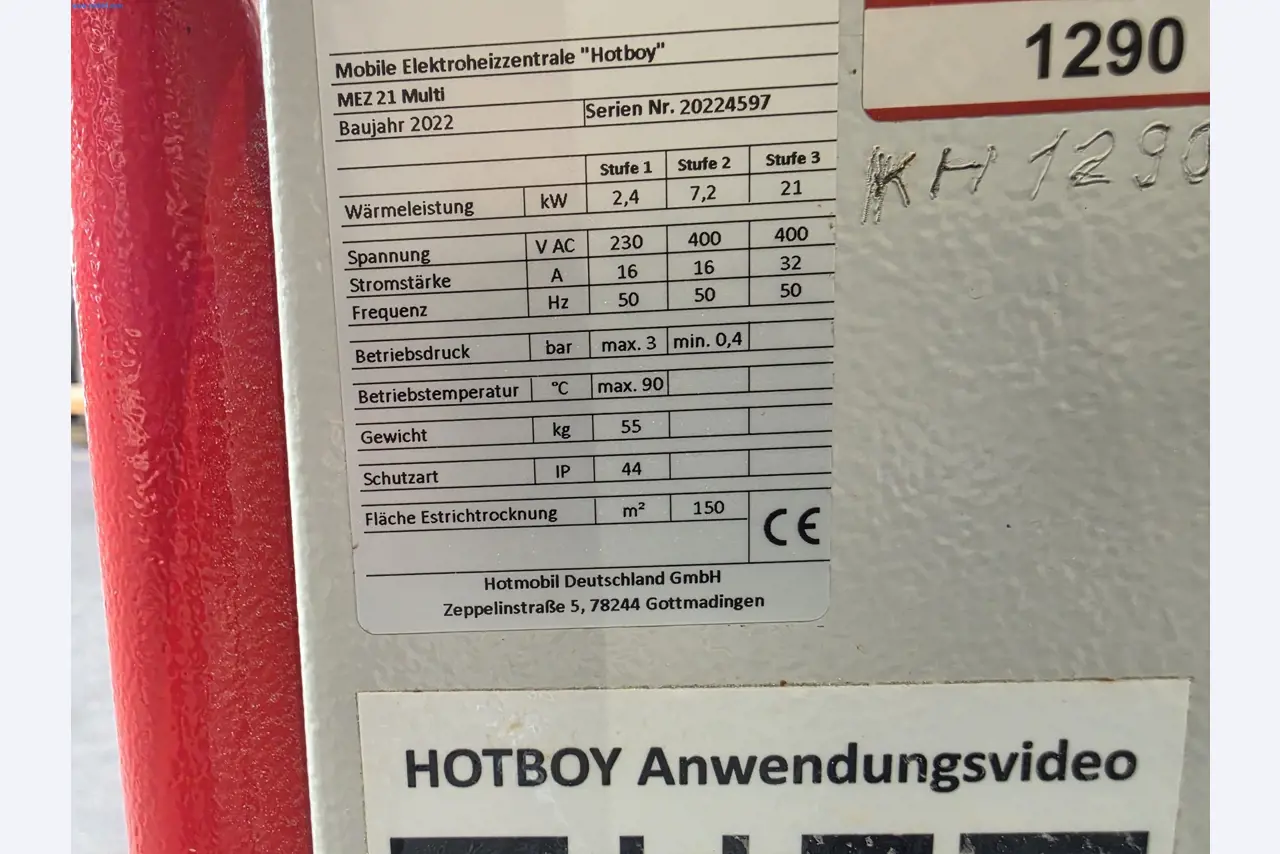 Mobile Elektroheizzentrale "Hotboy"
MEZ 21 Multi
Baujahr 2022 Serien Nr. 20224597
Stufe 1 Stufe 2 Stufe 3
Wärmeleistung kW 2,4 7,2 21
Spannung V AC 230 400 400
Stromstärke A 16 16 32
Frequenz Hz 50 50 50
Betriebsdruck bar max. 3 min. 0,4
Betriebstemperatur °C max. 90
Gewicht kg 55
Schutzart IP 44
Fläche Estrichtrocknung m² 150
CE
Hotmobil Deutschland GmbH
Zeppelinstraße 5, 78244 Gottmadingen
1290
KH 1290
HOTBOY Anwendungsvideo